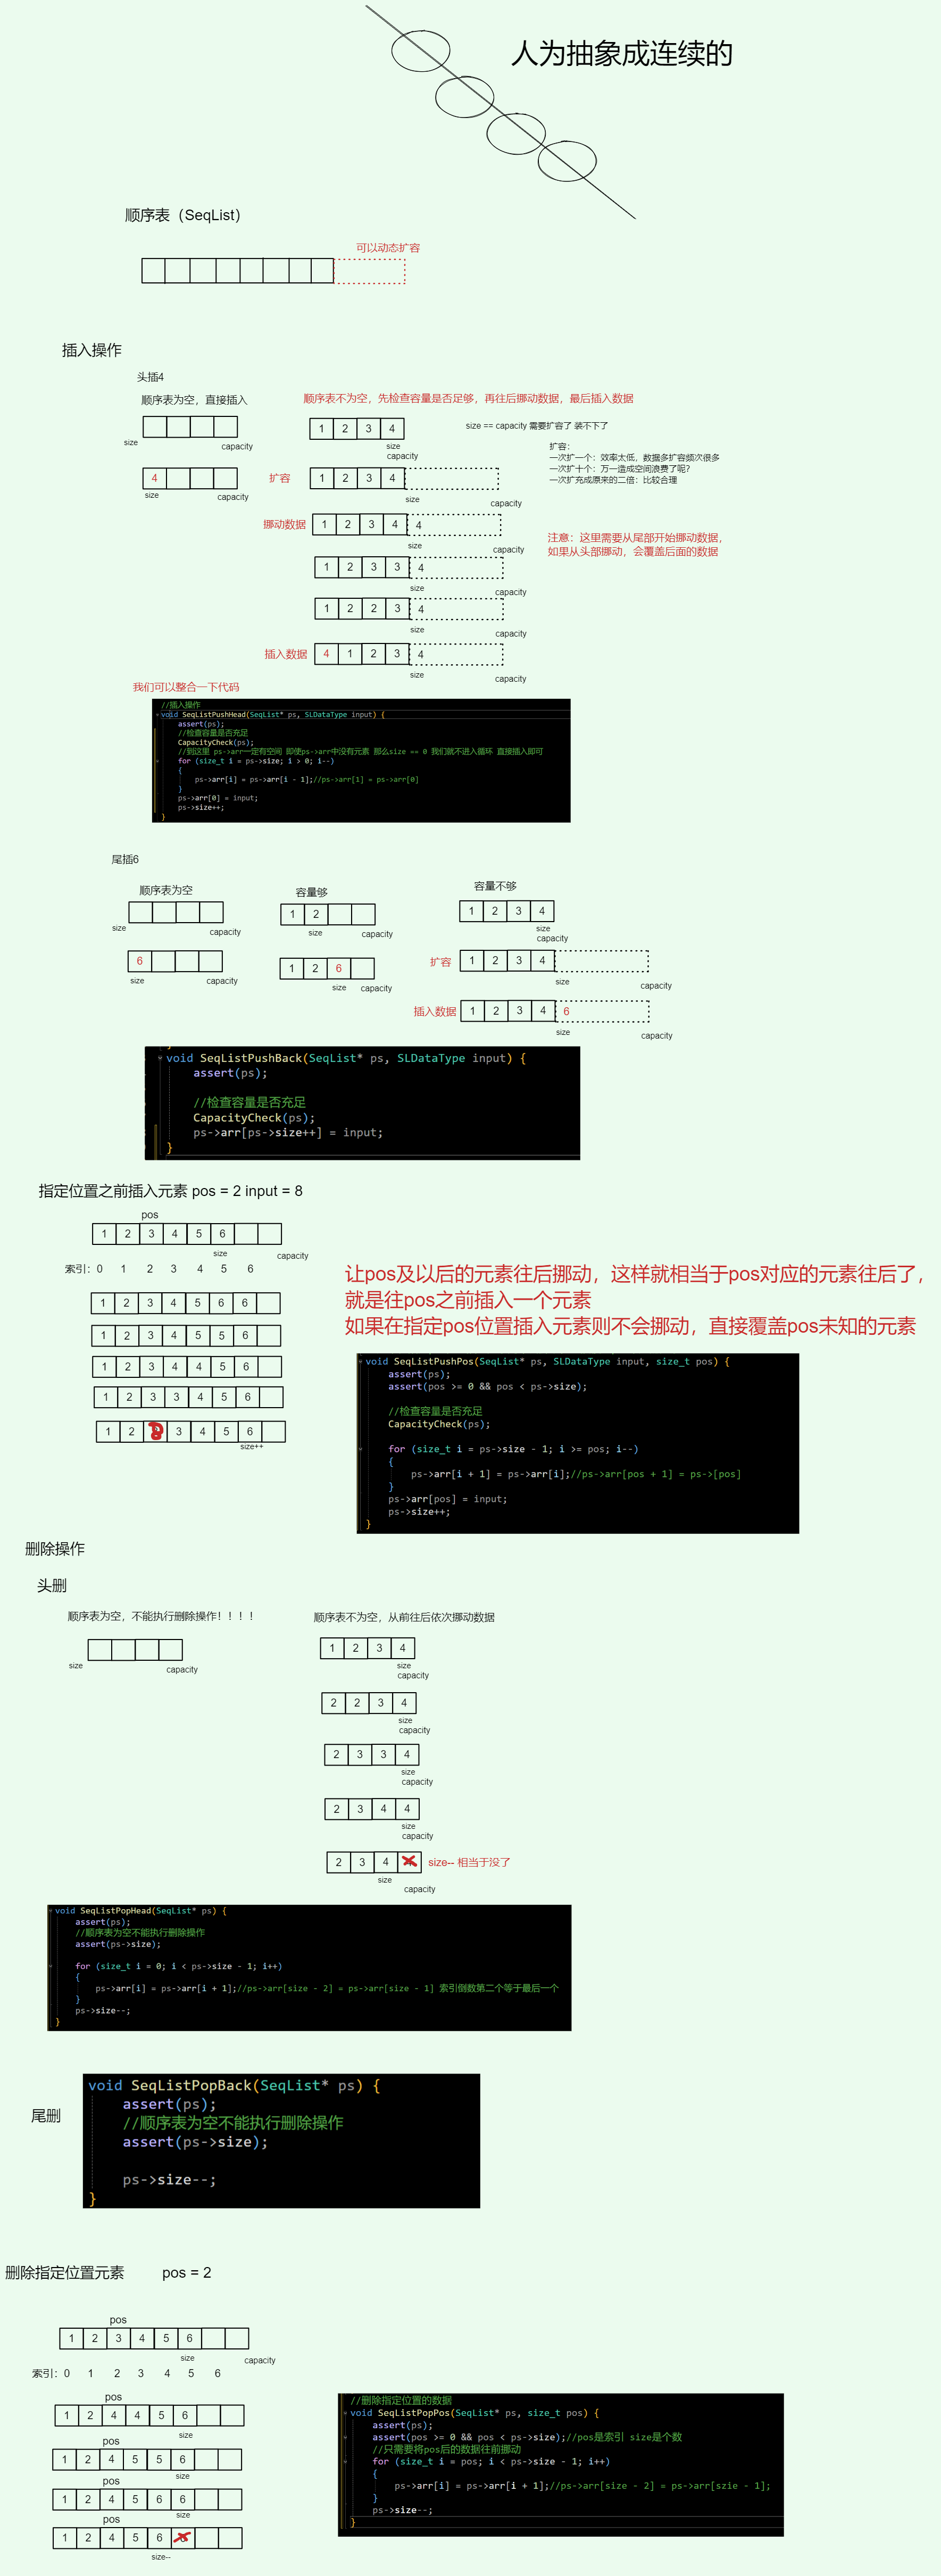 人为抽象成连续的
顺序表（SeqList）
可以动态扩容
插入操作
头插4
顺序表为空，直接插入
size
capacity
4
size
capacity
顺序表不为空，先检查容量是否足够，再往后挪动数据，最后插入数据
1 2 3 4
size
capacity
size == capacity 需要扩容了 装不下了
扩容：
一次扩一个：效率太低，数据多扩容频次很多
一次扩十个：万一造成空间浪费了呢？
一次扩充成原来的二倍：比较合理
扩容
1 2 3 4
size
capacity
挪动数据
1 2 3 4 4
size
capacity
注意：这里需要从尾部开始挪动数据，
如果从头部挪动，会覆盖后面的数据
1 2 3 3 4
size
capacity
1 2 2 3 4
size
capacity
插入数据
4 1 2 3 4
size
capacity
我们可以整合一下代码
//插入操作
void SeqListPushHead(SeqList* ps, SLDataType input) {
assert(ps);
//检查容量是否充足
CapacityCheck(ps);
//到这里 ps->arr一定有空间 即使ps->arr中没有元素 那么size == 0 我们就不进入循环 直接插入即可
for (size_t i = ps->size; i > 0; i--)
{
ps->arr[i] = ps->arr[i - 1];//ps->arr[1] = ps->arr[0]
}
ps->arr[0] = input;
ps->size++;
}
尾插6
顺序表为空
size
capacity
6
size
capacity
容量够
1 2
size
capacity
1 2 6
size
capacity
容量不够
1 2 3 4
size
capacity
扩容
1 2 3 4
size
capacity
插入数据
1 2 3 4 6
size
capacity
void SeqListPushBack(SeqList* ps, SLDataType input) {
assert(ps);
//检查容量是否充足
CapacityCheck(ps);
ps->arr[ps->size++] = input;
}
指定位置之前插入元素 pos = 2 input = 8
pos
1 2 3 4 5 6
size
capacity
索引：0 1 2 3 4 5 6
1 2 3 4 5 6 6
1 2 3 4 5 5 6
1 2 3 4 4 5 6
1 2 3 3 4 5 6
1 2 8 3 4 5 6
size++
让pos及以后的元素往后挪动，这样就相当于pos对应的元素往后了，
就是往pos之前插入一个元素
如果在指定pos位置插入元素则不会挪动，直接覆盖pos未知的元素
void SeqListPushPos(SeqList* ps, SLDataType input, size_t pos) {
assert(ps);
assert(pos >= 0 && pos < ps->size);
//检查容量是否充足
CapacityCheck(ps);
for (size_t i = ps->size - 1; i >= pos; i--)
{
ps->arr[i + 1] = ps->arr[i];//ps->arr[pos + 1] = ps->[pos]
}
ps->arr[pos] = input;
ps->size++;
}
删除操作
头删
顺序表为空，不能执行删除操作！！！！
size
capacity
顺序表不为空，从前往后依次挪动数据
1 2 3 4
size
capacity
2 2 3 4
size
capacity
2 3 3 4
size
capacity
2 3 4 4
size
capacity
2 3 4
size-- 相当于没了
size
capacity
void SeqListPopHead(SeqList* ps) {
assert(ps);
//顺序表为空不能执行删除操作
assert(ps->size);
for (size_t i = 0; i < ps->size - 1; i++)
{
ps->arr[i] = ps->arr[i + 1];//ps->arr[size - 2] = ps->arr[size - 1] 索引倒数第二个等于最后一个
}
ps->size--;
}
尾删
void SeqListPopBack(SeqList* ps) {
assert(ps);
//顺序表为空不能执行删除操作
assert(ps->size);
ps->size--;
}
删除指定位置元素 pos = 2
pos
1 2 3 4 5 6
size
capacity
索引：0 1 2 3 4 5 6
pos
1 2 4 4 5 6
size
pos
1 2 4 5 5 6
size
pos
1 2 4 5 6 6
size
pos
1 2 4 5 6
size--
//删除指定位置的数据
void SeqListPopPos(SeqList* ps, size_t pos) {
assert(ps);
assert(pos >= 0 && pos < ps->size);//pos是索引 size是个数
//只需要将pos后的数据往前挪动
for (size_t i = pos; i < ps->size - 1; i++)
{
ps->arr[i] = ps->arr[i + 1];//ps->arr[size - 2] = ps->arr[szie - 1];
}
ps->size--;
}